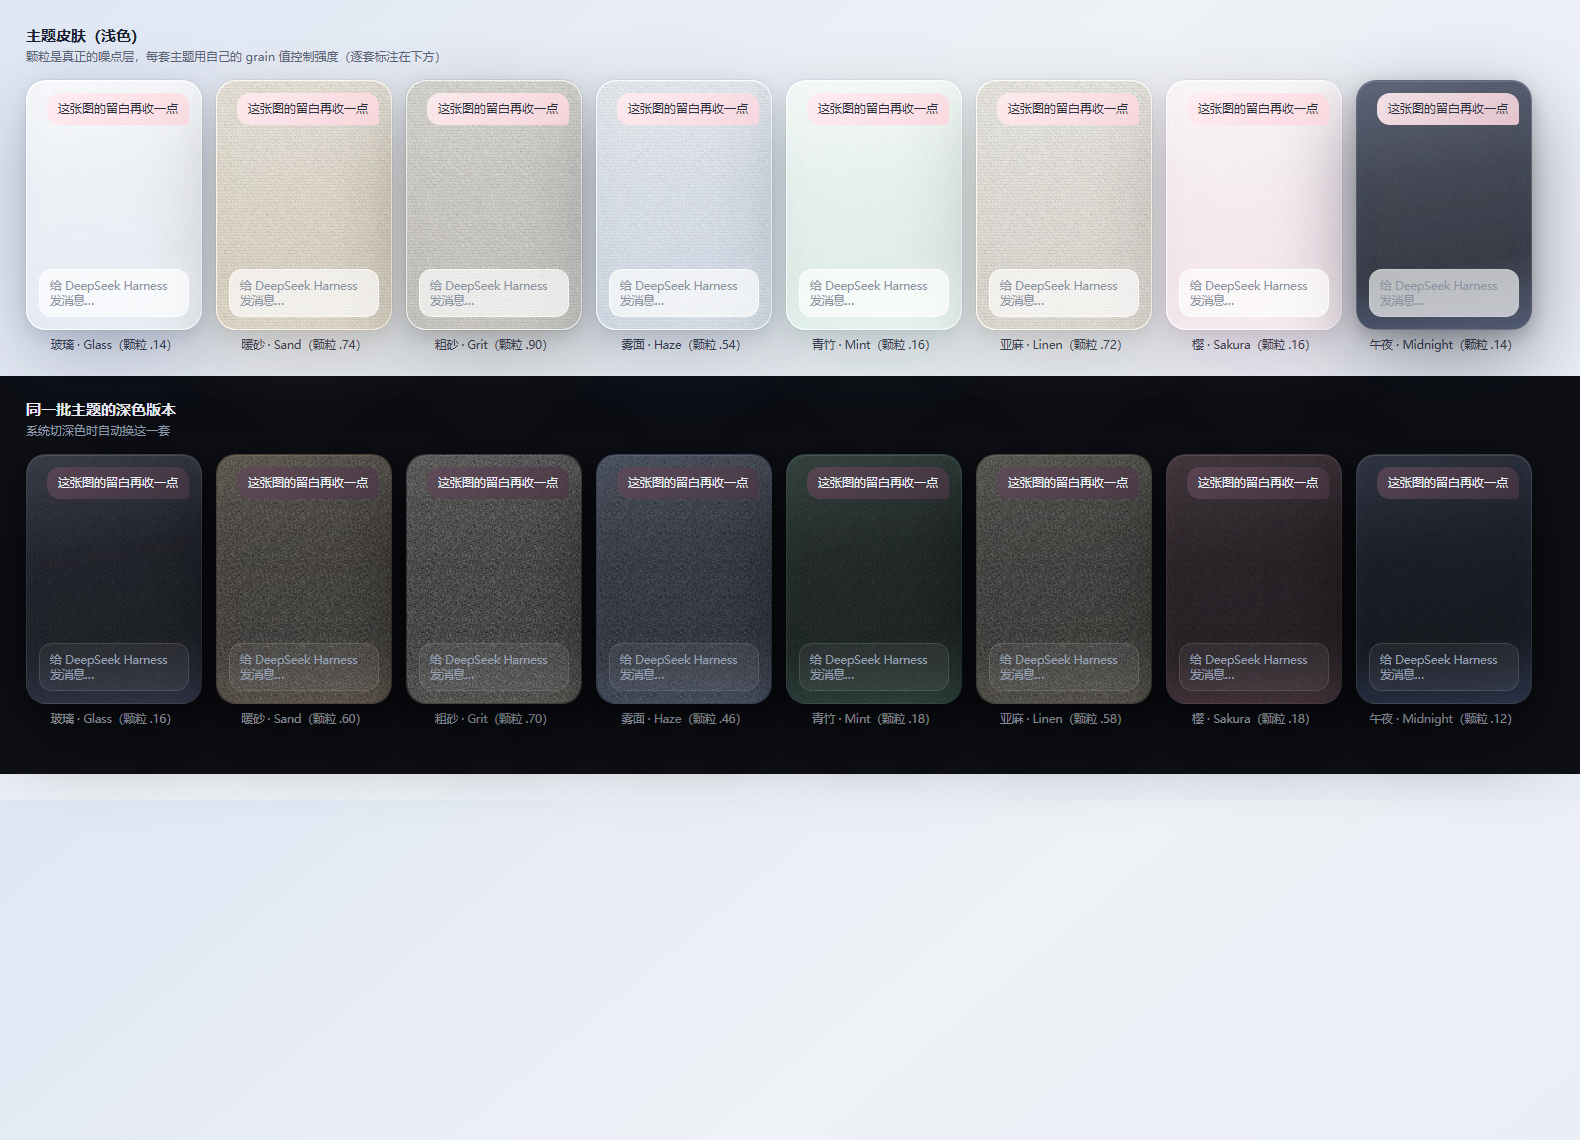 主题皮肤（浅色）
颗粒是真正的噪点层，每套主题用自己的 grain 值控制强度（逐套标注在下方）
这张图的留白再收一点
这张图的留白再收一点
这张图的留白再收一点
这张图的留白再收一点
这张图的留白再收一点
这张图的留白再收一点
这张图的留白再收一点
这张图的留白再收一点
给 DeepSeek Harness
发消息...
给 DeepSeek Harness
发消息...
给 DeepSeek Harness
发消息...
给 DeepSeek Harness
发消息...
给 DeepSeek Harness
发消息...
给 DeepSeek Harness
发消息...
给 DeepSeek Harness
发消息...
给 DeepSeek Harness
发消息...
玻璃 · Glass（颗粒 .14）
暖砂 · Sand（颗粒 .74）
粗砂 · Grit（颗粒 .90）
雾面 · Haze（颗粒 .54）
青竹 · Mint（颗粒 .16）
亚麻 · Linen（颗粒 .72）
樱 · Sakura（颗粒 .16）
午夜 · Midnight（颗粒 .14）
同一批主题的深色版本
系统切深色时自动换这一套
这张图的留白再收一点
这张图的留白再收一点
这张图的留白再收一点
这张图的留白再收一点
这张图的留白再收一点
这张图的留白再收一点
这张图的留白再收一点
这张图的留白再收一点
给 DeepSeek Harness
发消息...
给 DeepSeek Harness
发消息...
给 DeepSeek Harness
发消息...
给 DeepSeek Harness
发消息...
给 DeepSeek Harness
发消息...
给 DeepSeek Harness
发消息...
给 DeepSeek Harness
发消息...
给 DeepSeek Harness
发消息...
玻璃 · Glass（颗粒 .16）
暖砂 · Sand（颗粒 .60）
粗砂 · Grit（颗粒 .70）
雾面 · Haze（颗粒 .46）
青竹 · Mint（颗粒 .18）
亚麻 · Linen（颗粒 .58）
樱 · Sakura（颗粒 .18）
午夜 · Midnight（颗粒 .12）